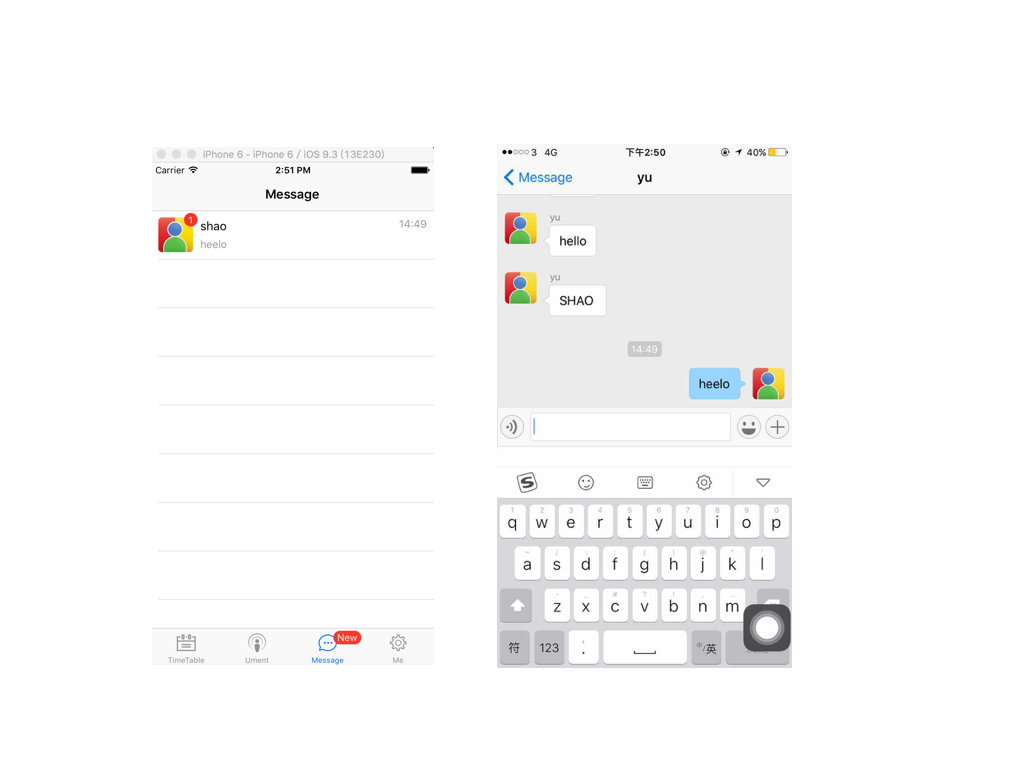 iPhone 6 - iPhone 6 / iOS 9.3 (13E230)
Carrier 2:51 PM
Message
1
shao 14:49
heelo
TimeTable Ument Message New Me
3 4G 下午2:50 40%
Message yu
yu
hello
yu
SHAO
14:49
heelo
S
1 2 3 4 5 6 7 8 9 0
q w e r t y u i o p
a s d f g h j k l
z x c v b n m
符 123 中/英